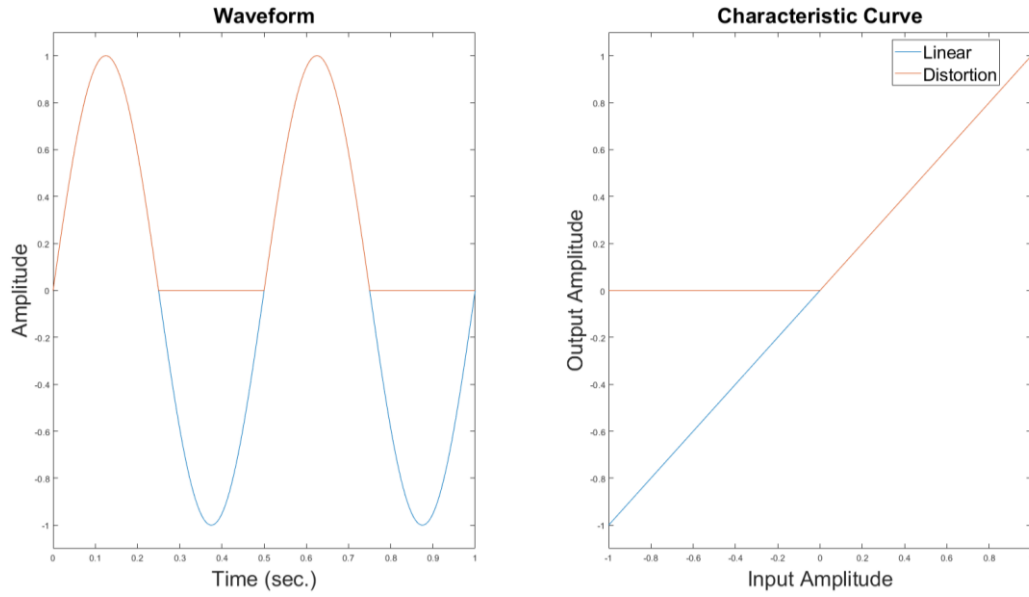 Waveform
1
0.8
0.6
0.4
0.2
0
-0.2
-0.4
-0.6
-0.8
-1
Amplitude
0 0.1 0.2 0.3 0.4 0.5 0.6 0.7 0.8 0.9 1
Time (sec.)
Characteristic Curve
Linear
Distortion
1
0.8
0.6
0.4
0.2
0
-0.2
-0.4
-0.6
-0.8
-1
Output Amplitude
-1 -0.8 -0.6 -0.4 -0.2 0 0.2 0.4 0.6 0.8
Input Amplitude